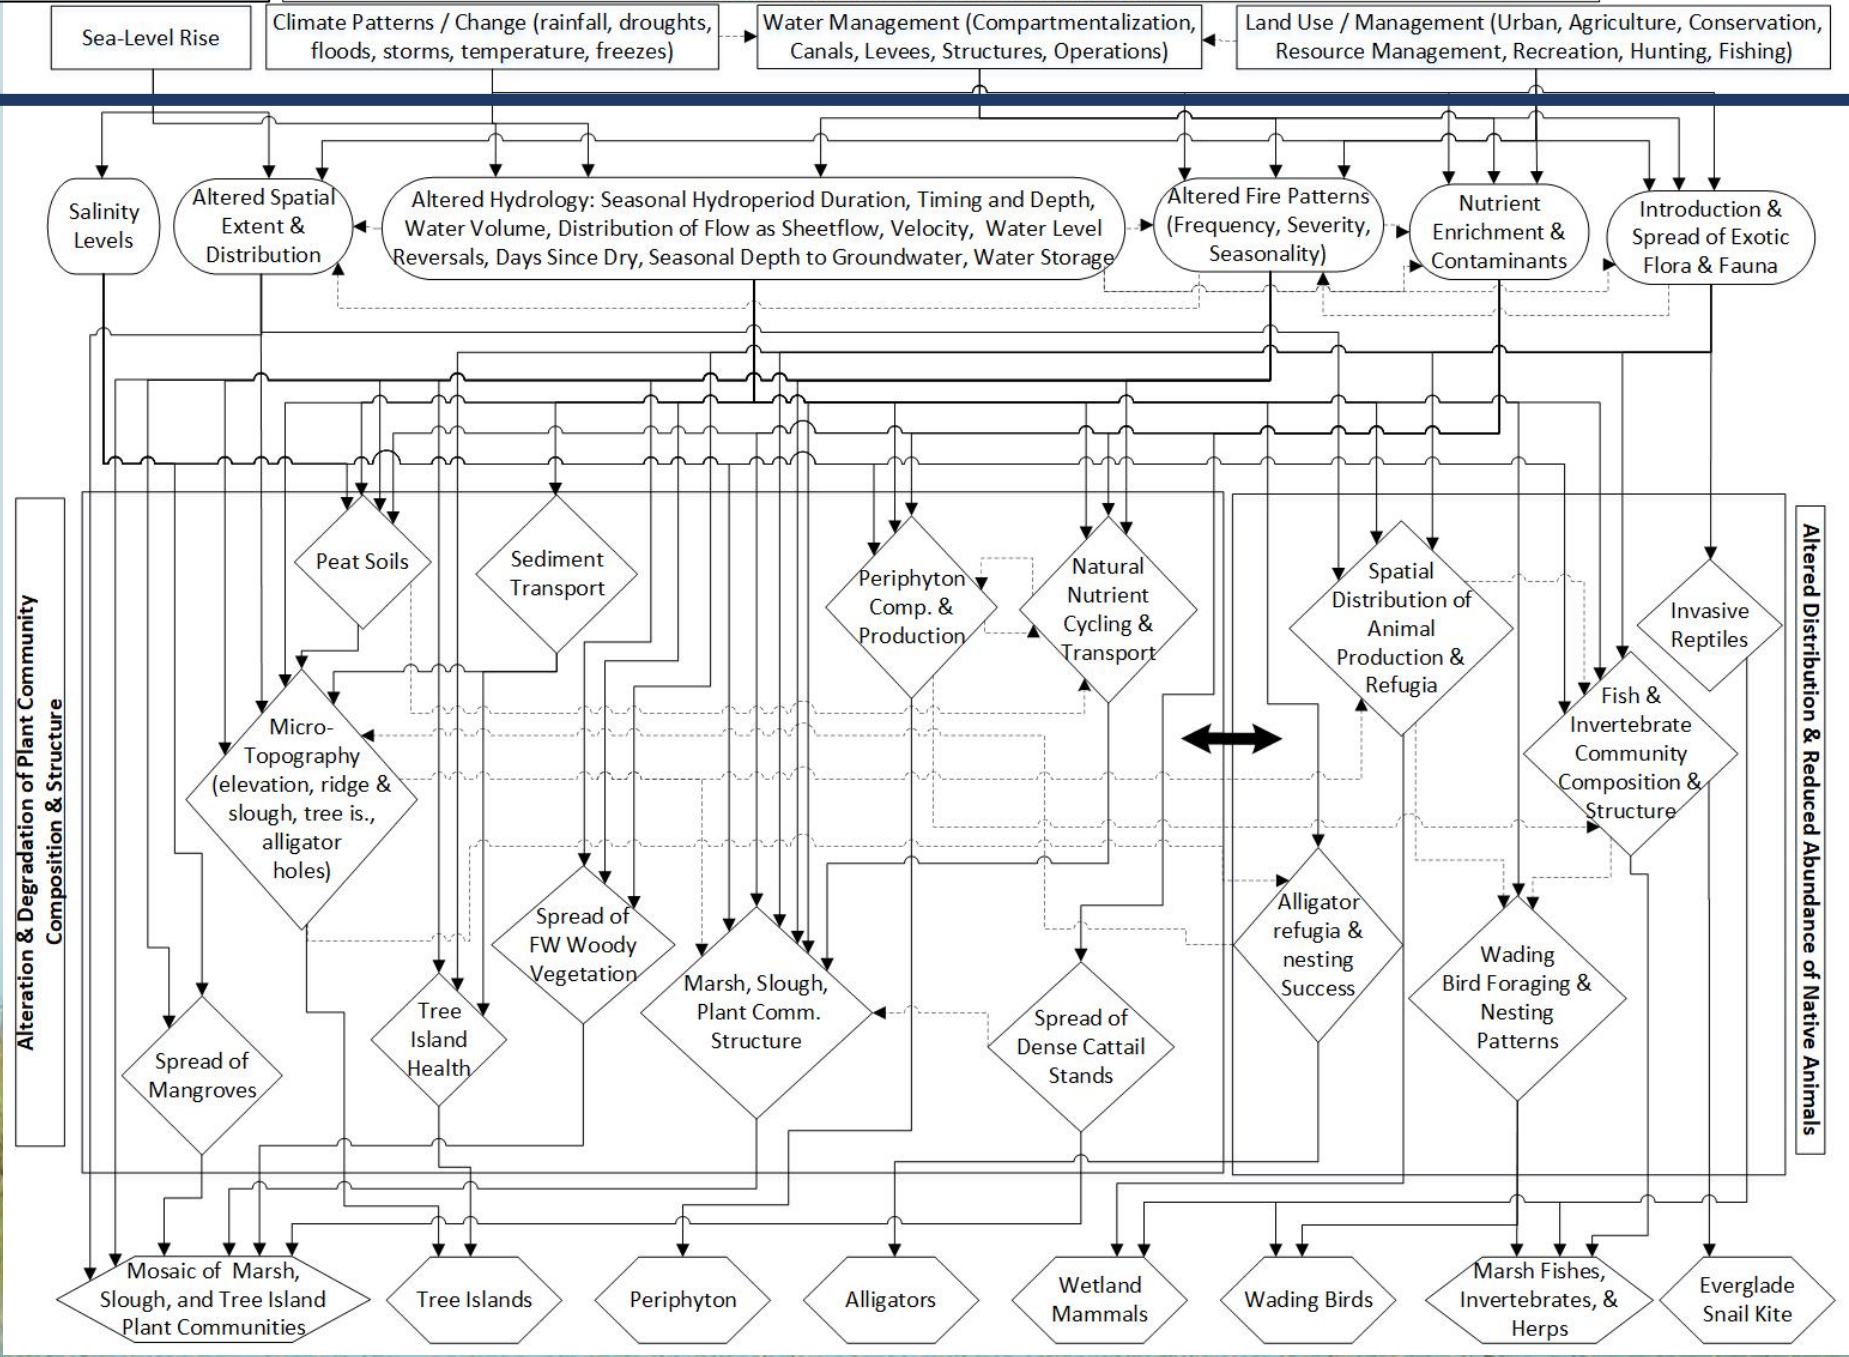 Sea-Level Rise
Climate Patterns / Change (rainfall, droughts,
floods, storms, temperature, freezes)
Water Management (Compartmentalization,
Canals, Levees, Structures, Operations)
Land Use / Management (Urban, Agriculture, Conservation,
Resource Management, Recreation, Hunting, Fishing)
Salinity
Levels
Altered Spatial
Extent &
Distribution
Altered Hydrology: Seasonal Hydroperiod Duration, Timing and Depth,
Water Volume, Distribution of Flow as Sheetflow, Velocity, Water Level
Reversals, Days Since Dry, Seasonal Depth to Groundwater, Water Storage
Altered Fire Patterns
(Frequency, Severity,
Seasonality)
Nutrient
Enrichment &
Contaminants
Introduction &
Spread of Exotic
Flora & Fauna
Alteration & Degradation of Plant Community
Composition & Structure
Peat Soils
Sediment
Transport
Periphyton
Comp. &
Production
Natural
Nutrient
Cycling &
Transport
Spatial
Distribution of
Animal
Production &
Refugia
Invasive
Reptiles
Altered Distribution & Reduced Abundance of Native Animals
Micro-
Topography
(elevation, ridge &
slough, tree is.,
alligator
holes)
Fish &
Invertebrate
Community
Composition &
Structure
Spread of
FW Woody
Vegetation
Alligator
refugia &
nesting
Success
Wading
Bird Foraging &
Nesting
Patterns
Marsh, Slough,
Plant Comm.
Structure
Tree
Island
Health
Spread of
Dense Cattail
Stands
Spread of
Mangroves
Mosaic of Marsh,
Slough, and Tree Island
Plant Communities
Tree Islands
Periphyton
Alligators
Wetland
Mammals
Wading Birds
Marsh Fishes,
Invertebrates, &
Herps
Everglade
Snail Kite